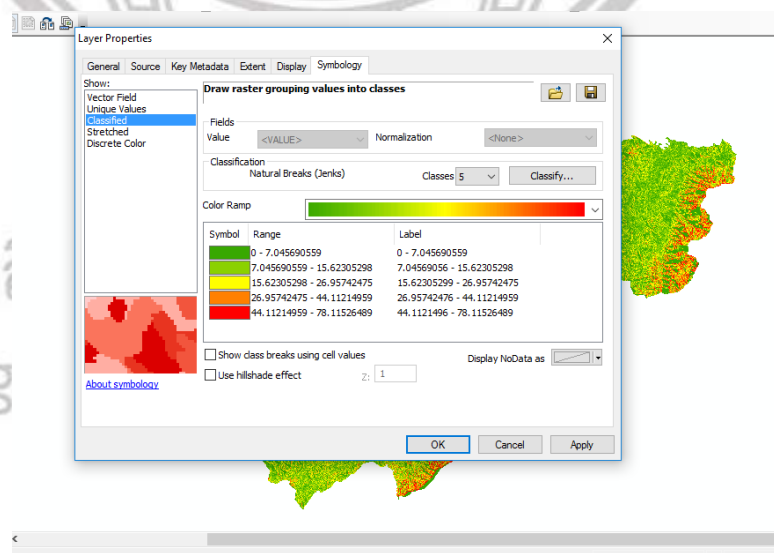 Layer Properties
General Source Key Metadata Extent Display Symbology
Show:
Vector Field
Unique Values
Classified
Stretched
Discrete Color
Draw raster grouping values into classes
Fields
Value <VALUE> Normalization <None>
Classification
Natural Breaks (Jenks) Classes 5 Classify...
Color Ramp
Symbol Range Label
0 - 7.045690559 0 - 7.045690559
7.045690559 - 15.62305298 7.04569056 - 15.62305298
15.62305298 - 26.95742475 15.62305299 - 26.95742475
26.95742475 - 44.11214959 26.95742476 - 44.11214959
44.11214959 - 78.11526489 44.1121496 - 78.11526489
Show class breaks using cell values
Display NoData as
Use hillshade effect Z: 1
About symbology
OK Cancel Apply